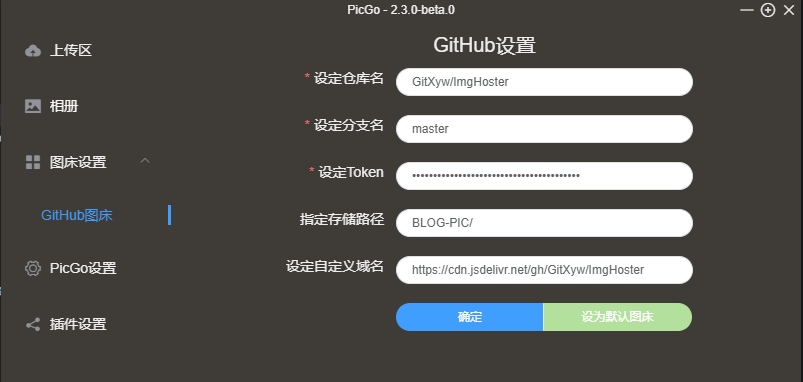 PicGo - 2.3.0-beta.0
上传区
相册
图床设置
GitHub图床
PicGo设置
插件设置
GitHub设置
* 设定仓库名
GitXyw/ImgHoster
* 设定分支名
master
* 设定Token
••••••••••••••••••••••••••••••••••••••••
指定存储路径
BLOG-PIC/
设定自定义域名
https://cdn.jsdelivr.net/gh/GitXyw/ImgHoster
确定
设为默认图床